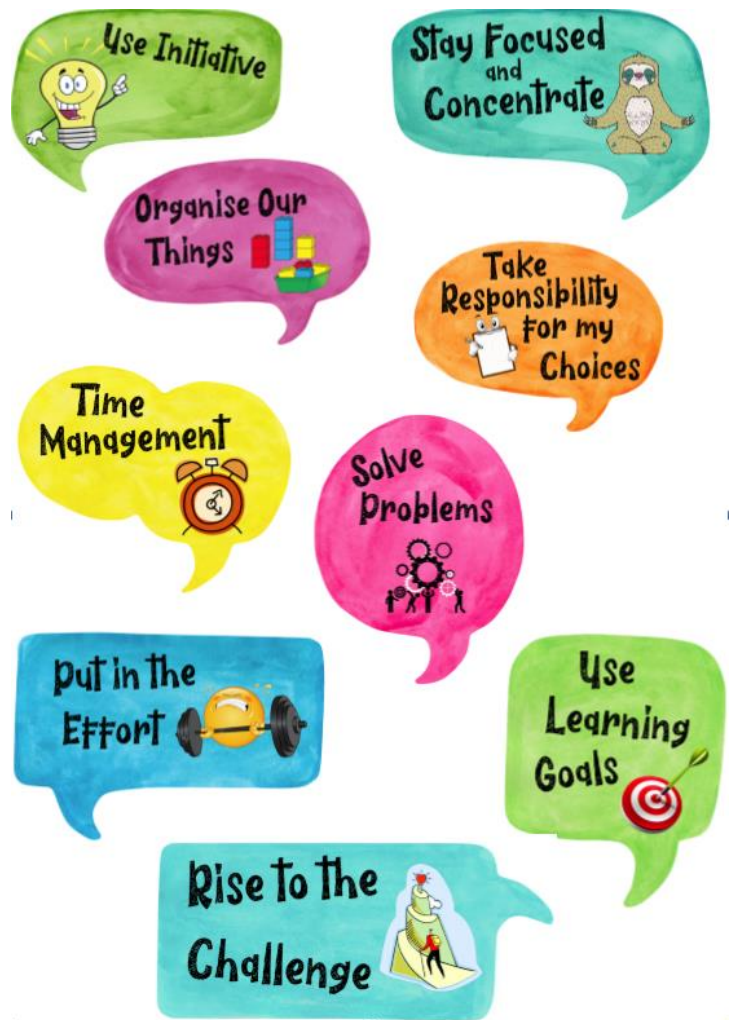 Use Initiative
Stay Focused
and
Concentrate
Organise Our
Things
Take
Responsibility
for my
Choices
Time
Management
Solve
Problems
Put in the
Effort
Use
Learning
Goals
Rise to the
Challenge